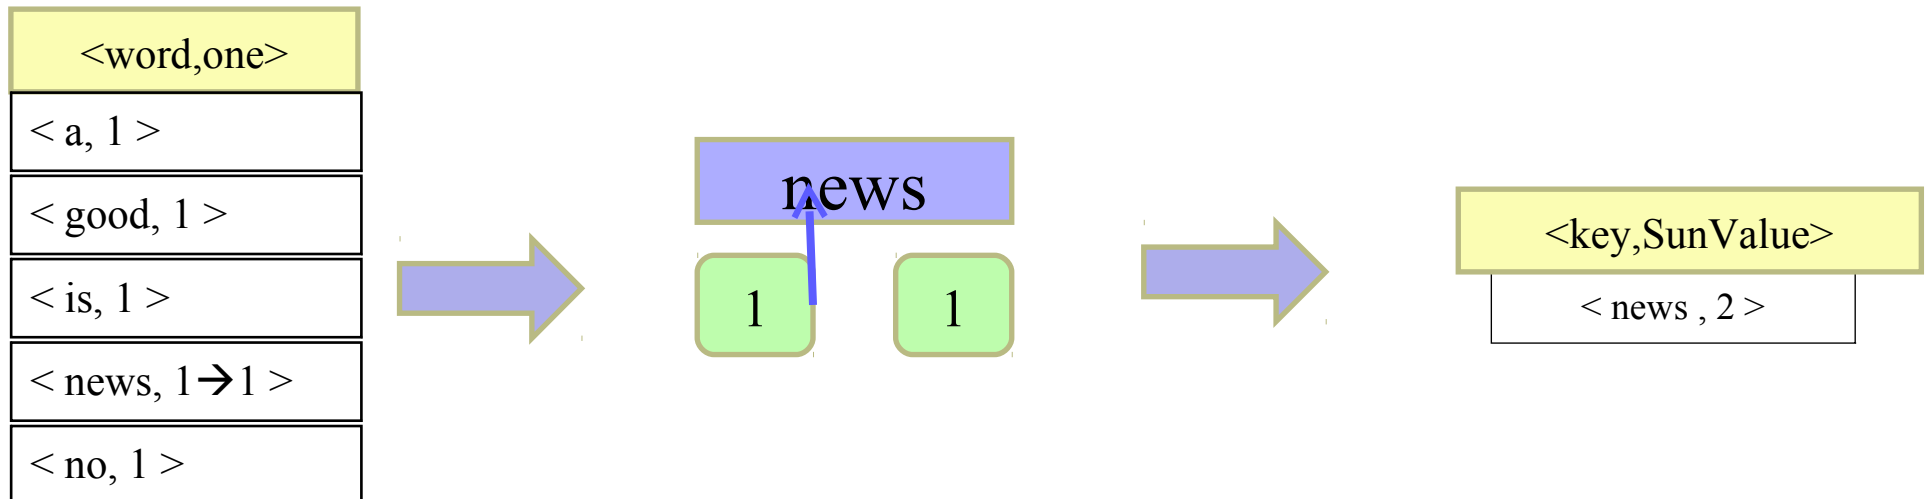 <word,one>
< a, 1 >
< good, 1 >
< is, 1 >
< news, 1→1 >
< no, 1 >
news
1
1
<key,SunValue>
< news , 2 >